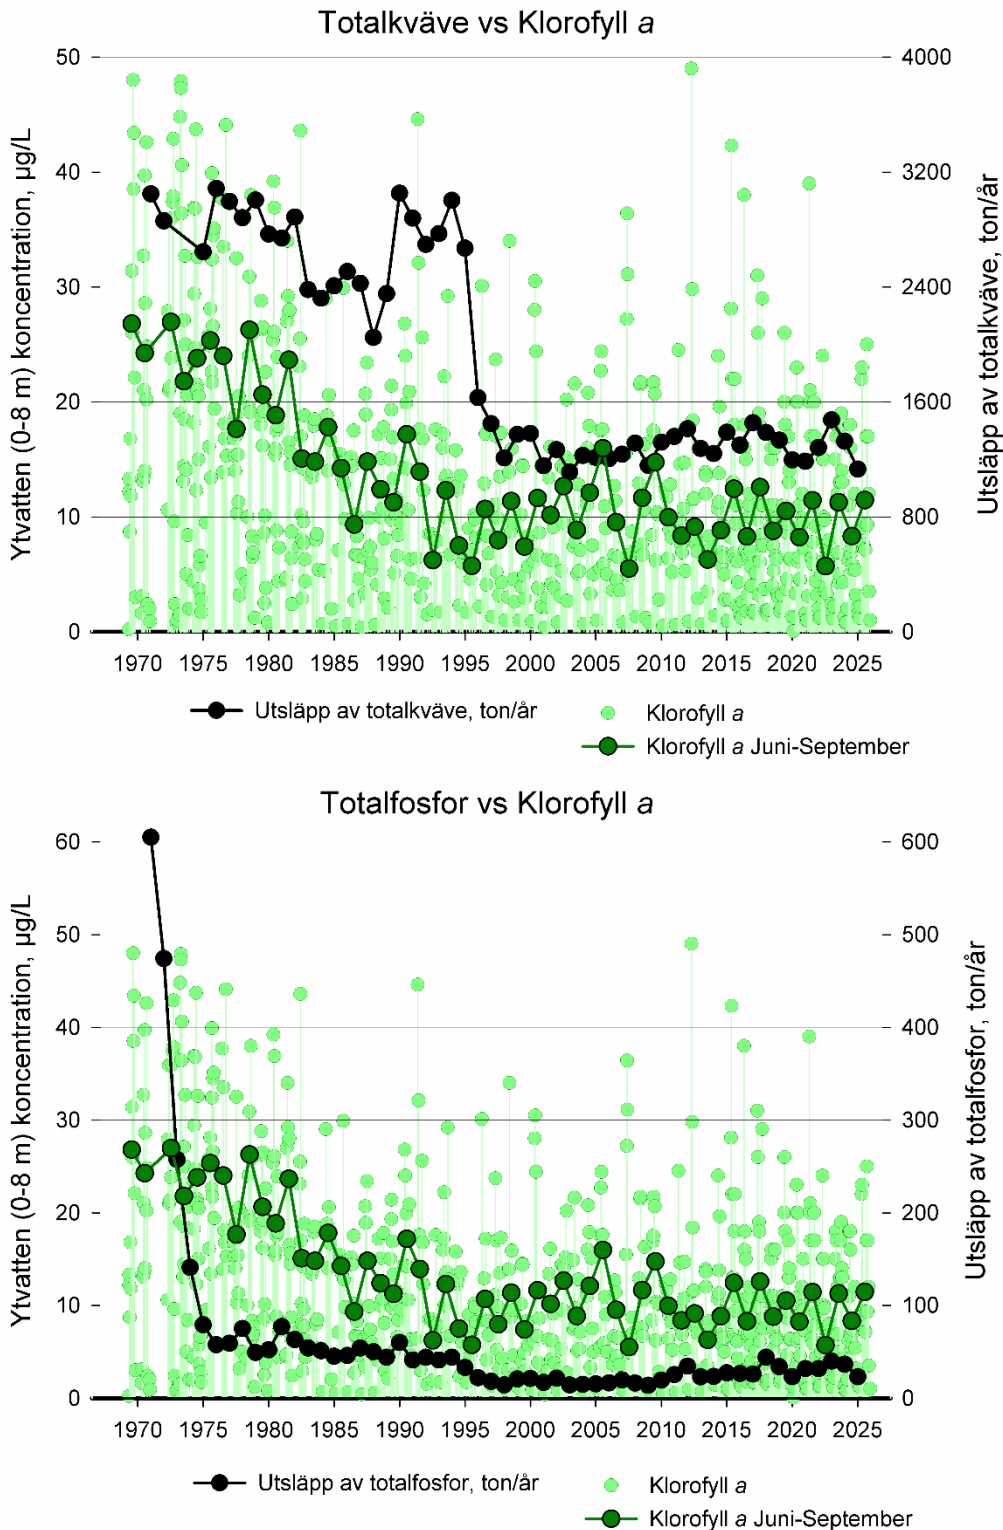 Totalkväve vs Klorofyll a
50
40
30
20
10
0
4000
3200
2400
1600
800
0
Ytvatten (0-8 m) koncentration, µg/L
Utsläpp av totalkväve, ton/år
1970 1975 1980 1985 1990 1995 2000 2005 2010 2015 2020 2025
Utsläpp av totalkväve, ton/år
Klorofyll a
Klorofyll a Juni-September
Totalfosfor vs Klorofyll a
60
50
40
30
20
10
0
600
500
400
300
200
100
0
Ytvatten (0-8 m) koncentration, µg/L
Utsläpp av totalfosfor, ton/år
1970 1975 1980 1985 1990 1995 2000 2005 2010 2015 2020 2025
Utsläpp av totalfosfor, ton/år
Klorofyll a
Klorofyll a Juni-September